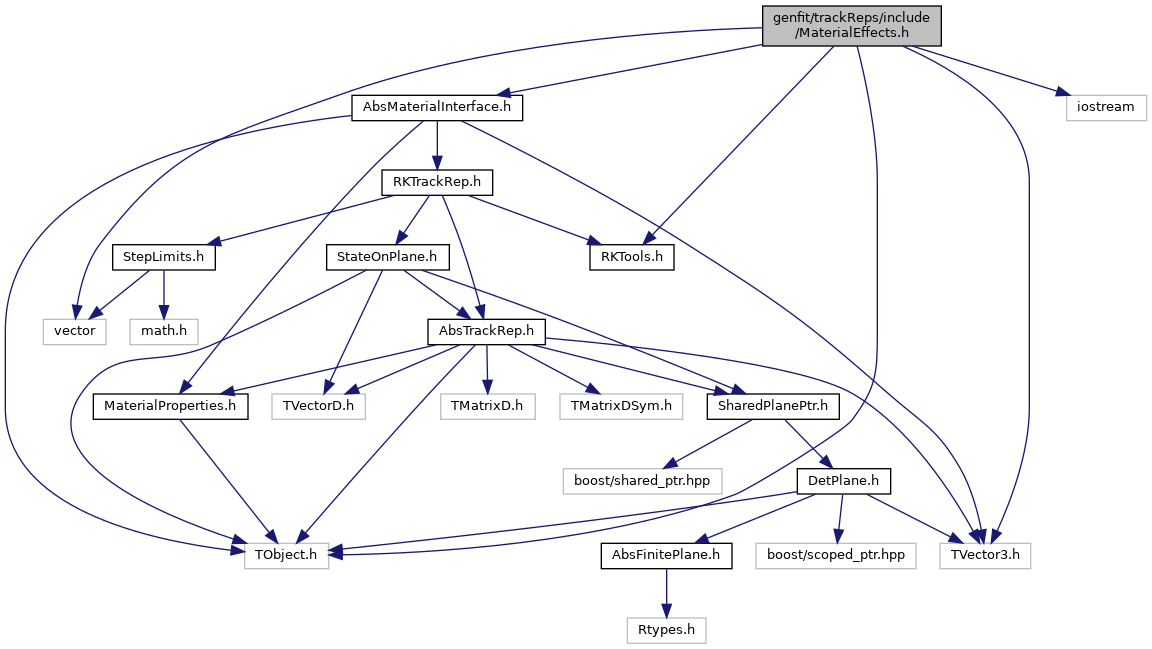 genfit/trackReps/include
/MaterialEffects.h
AbsMaterialInterface.h
iostream
RKTrackRep.h
StepLimits.h
StateOnPlane.h
RKTools.h
vector
math.h
AbsTrackRep.h
MaterialProperties.h
TVectorD.h
TMatrixD.h
TMatrixDSym.h
SharedPlanePtr.h
boost/shared_ptr.hpp
DetPlane.h
TObject.h
AbsFinitePlane.h
boost/scoped_ptr.hpp
TVector3.h
Rtypes.h